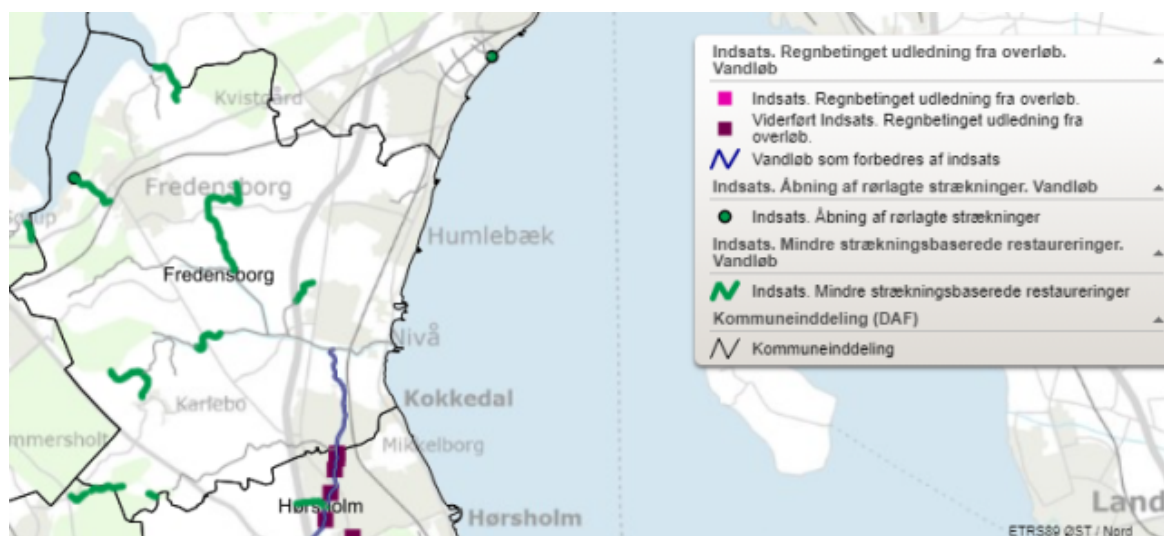 Indsats. Regnbetinget udledning fra overløb.
Vandløb
Indsats. Regnbetinget udledning fra overløb.
Viderført Indsats. Regnbetinget udledning fra
overløb.
Vandløb som forbedres af indsats
Indsats. Åbning af rørlagte strækninger. Vandløb
Indsats. Åbning af rørlagte strækninger
Indsats. Mindre strækningsbaserede restaureringer.
Vandløb
Indsats. Mindre strækningsbaserede restaureringer
Kommuneinddeling (DAF)
Kommuneinddeling
Kvistgård
Fredensborg
Humlebæk
Fredensborg
Nivå
Kokkedal
Karlebo
Mikkelborg
mmersholt
Hørsholm
Hørsholm
Land
ETRS89 ØST / Nord